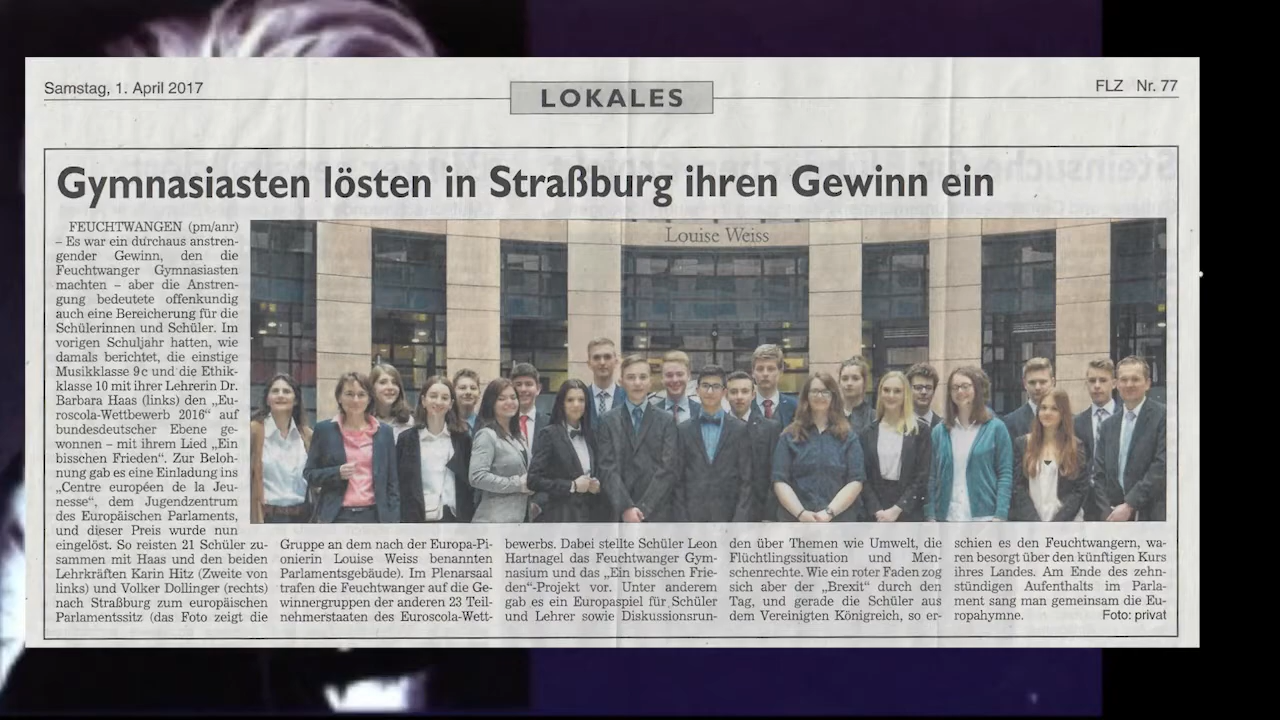 Samstag, 1. April 2017
LOKALES
FLZ Nr. 77
Gymnasiasten lösten in Straßburg ihren Gewinn ein
FEUCHTWANGEN (pm/anr)
– Es war ein durchaus anstren-
gender Gewinn, den die
Feuchtwanger Gymnasiasten
machten – aber die Anstren-
gung bedeutete offenkundig
auch eine Bereicherung für die
Schülerinnen und Schüler. Im
vorigen Schuljahr hatten, wie
damals berichtet, die einstige
Musikklasse 9c und die Ethik-
klasse 10 mit ihrer Lehrerin Dr.
Barbara Haas (links) den „Eu-
roscola-Wettbewerb 2016“ auf
bundesdeutscher Ebene ge-
wonnen – mit ihrem Lied „Ein
bisschen Frieden“. Zur Beloh-
nung gab es eine Einladung ins
„Centre européen de la Jeu-
nesse“, dem Jugendzentrum
des Europäischen Parlaments,
und dieser Preis wurde nun
eingelöst. So reisten 21 Schüler zu-
sammen mit Haas und den beiden
Lehrkräften Karin Hitz (Zweite von
links) und Volker Dollinger (rechts)
nach Straßburg zum europäischen
Parlamentssitz (das Foto zeigt die
Louise Weiss
Gruppe an dem nach der Europa-Pi-
onierin Louise Weiss benannten
Parlamentsgebäude). Im Plenarsaal
trafen die Feuchtwanger auf die Ge-
winnergruppen der anderen 23 Teil-
nehmerstaaten des Euroscola-Wett-
bewerbs. Dabei stellte Schüler Leon
Hartnagel das Feuchtwanger Gym-
nasium und das „Ein bisschen Frie-
den“-Projekt vor. Unter anderem
gab es ein Europaspiel für Schüler
und Lehrer sowie Diskussionsrun-
den über Themen wie Umwelt, die
Flüchtlingssituation und Men-
schenrechte. Wie ein roter Faden zog
sich aber der „Brexit“ durch den
Tag, und gerade die Schüler aus
dem Vereinigten Königreich, so er-
schien es den Feuchtwangern, wa-
ren besorgt über den künftigen Kurs
ihres Landes. Am Ende des zehn-
stündigen Aufenthalts im Parla-
ment sang man gemeinsam die Eu-
ropahymne.
Foto: privat